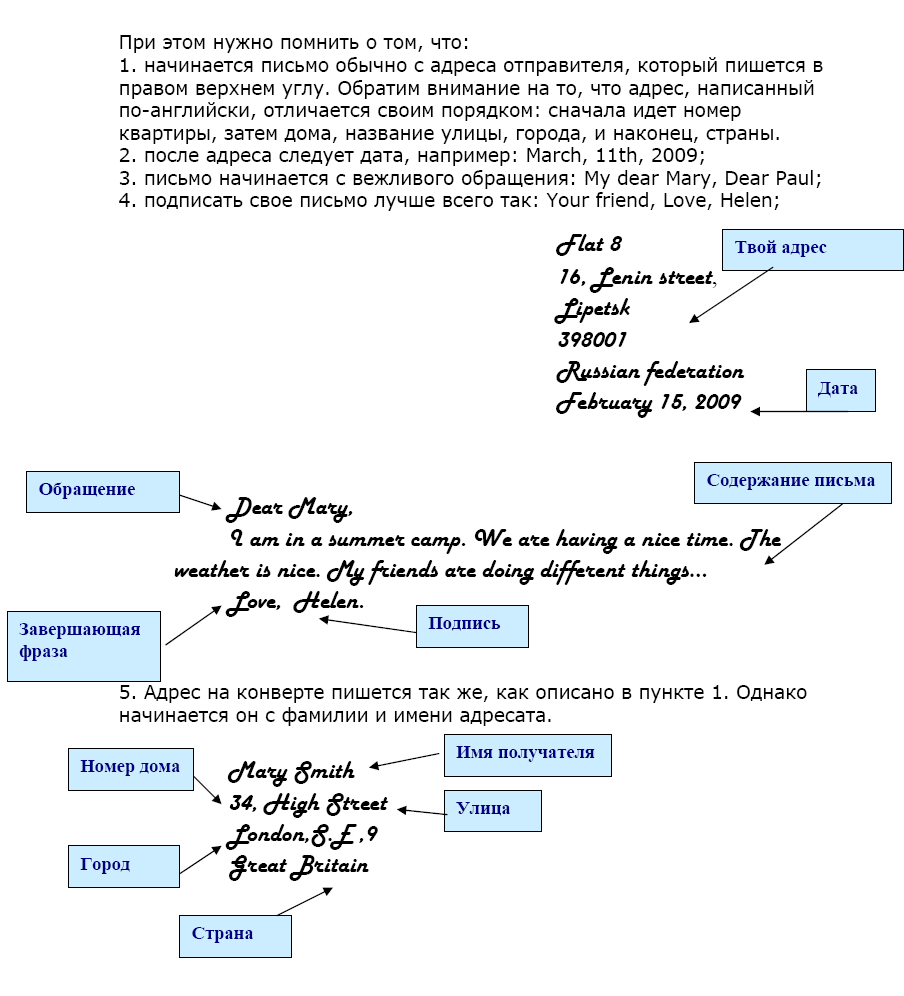 При этом нужно помнить о том, что:
1. начинается письмо обычно с адреса отправителя, который пишется в
правом верхнем углу. Обратим внимание на то, что адрес, написанный
по-английски, отличается своим порядком: сначала идет номер
квартиры, затем дома, название улицы, города, и наконец, страны.
2. после адреса следует дата, например: March, 11th, 2009;
3. письмо начинается с вежливого обращения: My dear Mary, Dear Paul;
4. подписать свое письмо лучше всего так: Your friend, Love, Helen;
Flat 8
Твой адрес
16, Lenin street,
Lipetsk
398001
Russian federation
Дата
February 15, 2009
Обращение
Содержание письма
Dear Mary,
I am in a summer camp. We are having a nice time. The
weather is nice. My friends are doing different things...
Love, Helen.
Завершающая
фраза
Подпись
5. Адрес на конверте пишется так же, как описано в пункте 1. Однако
начинается он с фамилии и имени адресата.
Имя получателя
Номер дома
Mary Smith
34, High Street
Улица
London,S.E ,9
Город
Great Britain
Страна